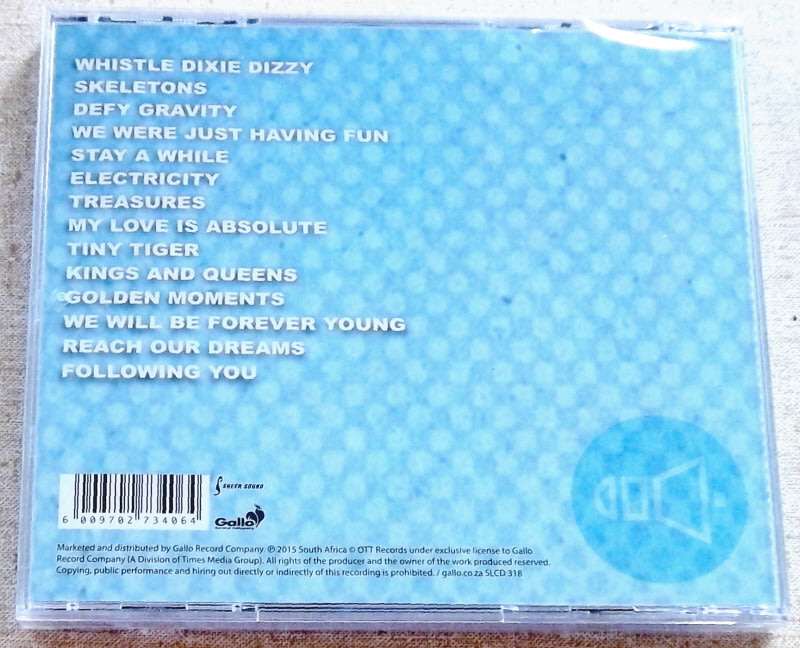 WHISTLE DIXIE DIZZY
SKELETONS
DEFY GRAVITY
WE WERE JUST HAVING FUN
STAY A WHILE
ELECTRICITY
TREASURES
MY LOVE IS ABSOLUTE
TINY TIGER
KINGS AND QUEENS
GOLDEN MOMENTS
WE WILL BE FOREVER YOUNG
REACH OUR DREAMS
FOLLOWING YOU
SHEER SOUND
6 009702 734064
Gallo
Marketed and distributed by Gallo Record Company. ℗ 2015 South Africa © OTT Records under exclusive license to Gallo
Record Company (A Division of Times Media Group). All rights of the producer and the owner of the work produced reserved.
Copying, public performance and hiring out directly or indirectly of this recording is prohibited. / gallo.co.za SLCD 318